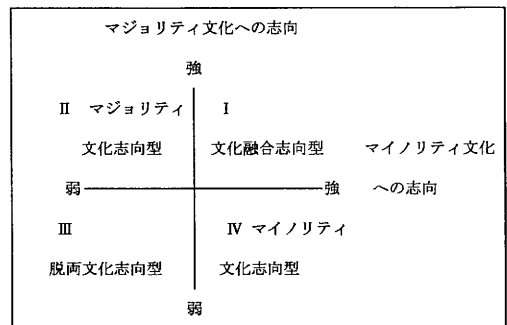 マジョリティ文化への志向
強
Ⅱ マジョリティ Ⅰ
文化志向型 文化融合志向型 マイノリティ文化
弱 強 への志向
Ⅲ Ⅳ マイノリティ
脱両文化志向型 文化志向型
弱